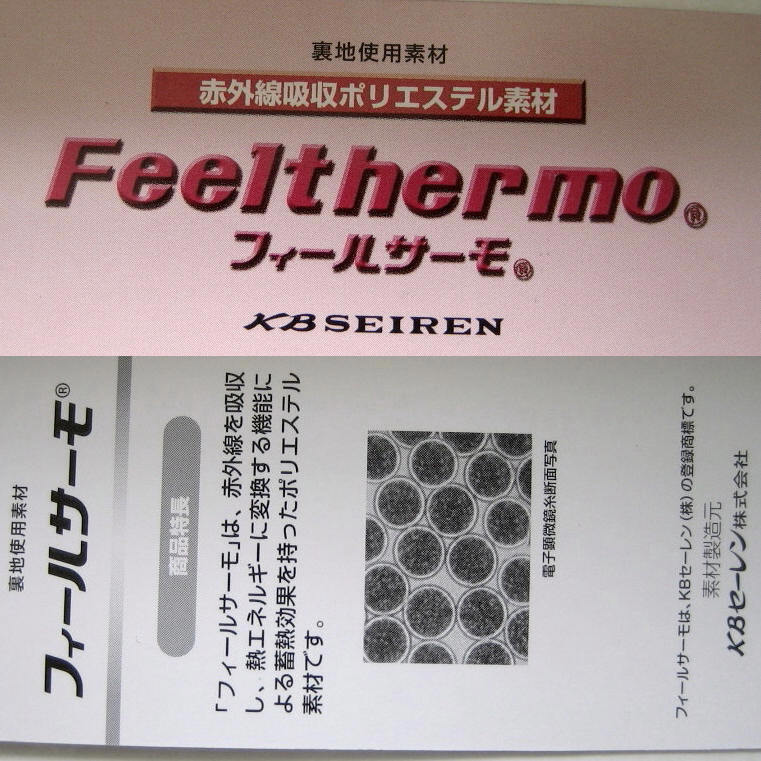 裏地使用素材
赤外線吸収ポリエステル素材
Feelthermo®
フィールサーモ®
KB SEIREN
裏地使用素材
フィールサーモ®
商品特長
「フィールサーモ」は、赤外線を吸収
し、熱エネルギーに変換する機能に
よる蓄熱効果を持ったポリエステル
素材です。
電子顕微鏡糸断面写真
フィールサーモは、KBセーレン(株)の登録商標です。
素材製造元
KBセーレン株式会社